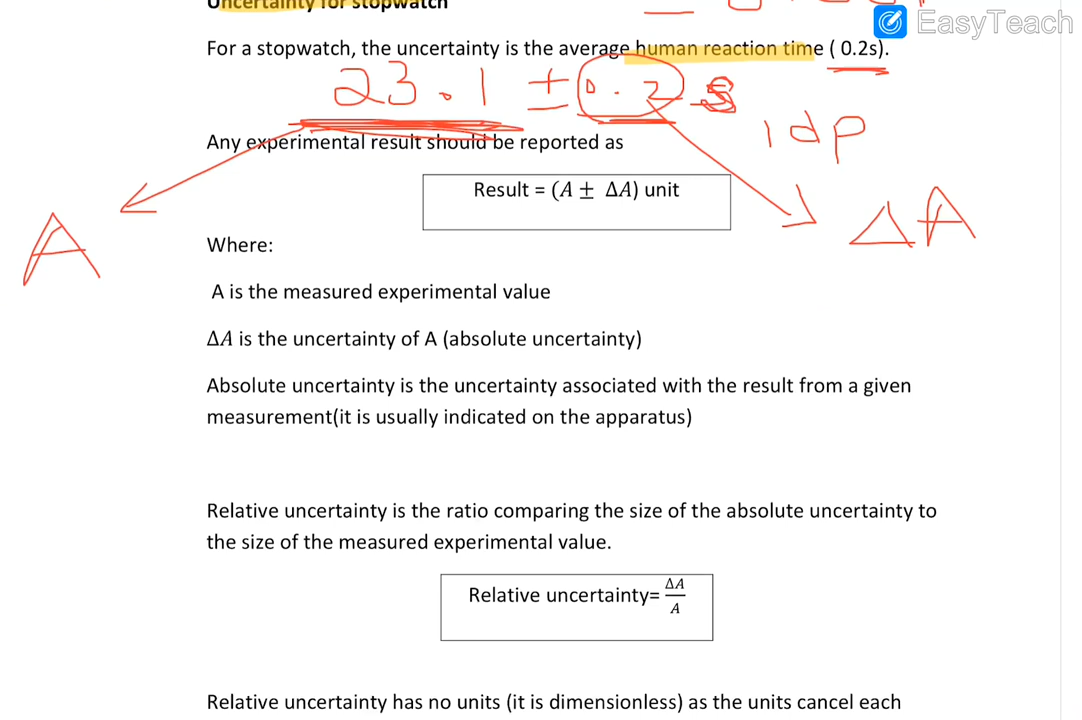 Uncertainty for stopwatch
EasyTeach
For a stopwatch, the uncertainty is the average human reaction time ( 0.2s).
23.1 ± 0.2 s
1dp
Any experimental result should be reported as
Result = (A ± ΔA) unit
A
ΔA
Where:
A is the measured experimental value
ΔA is the uncertainty of A (absolute uncertainty)
Absolute uncertainty is the uncertainty associated with the result from a given
measurement(it is usually indicated on the apparatus)
Relative uncertainty is the ratio comparing the size of the absolute uncertainty to
the size of the measured experimental value.
Relative uncertainty= ΔA/A
Relative uncertainty has no units (it is dimensionless) as the units cancel each